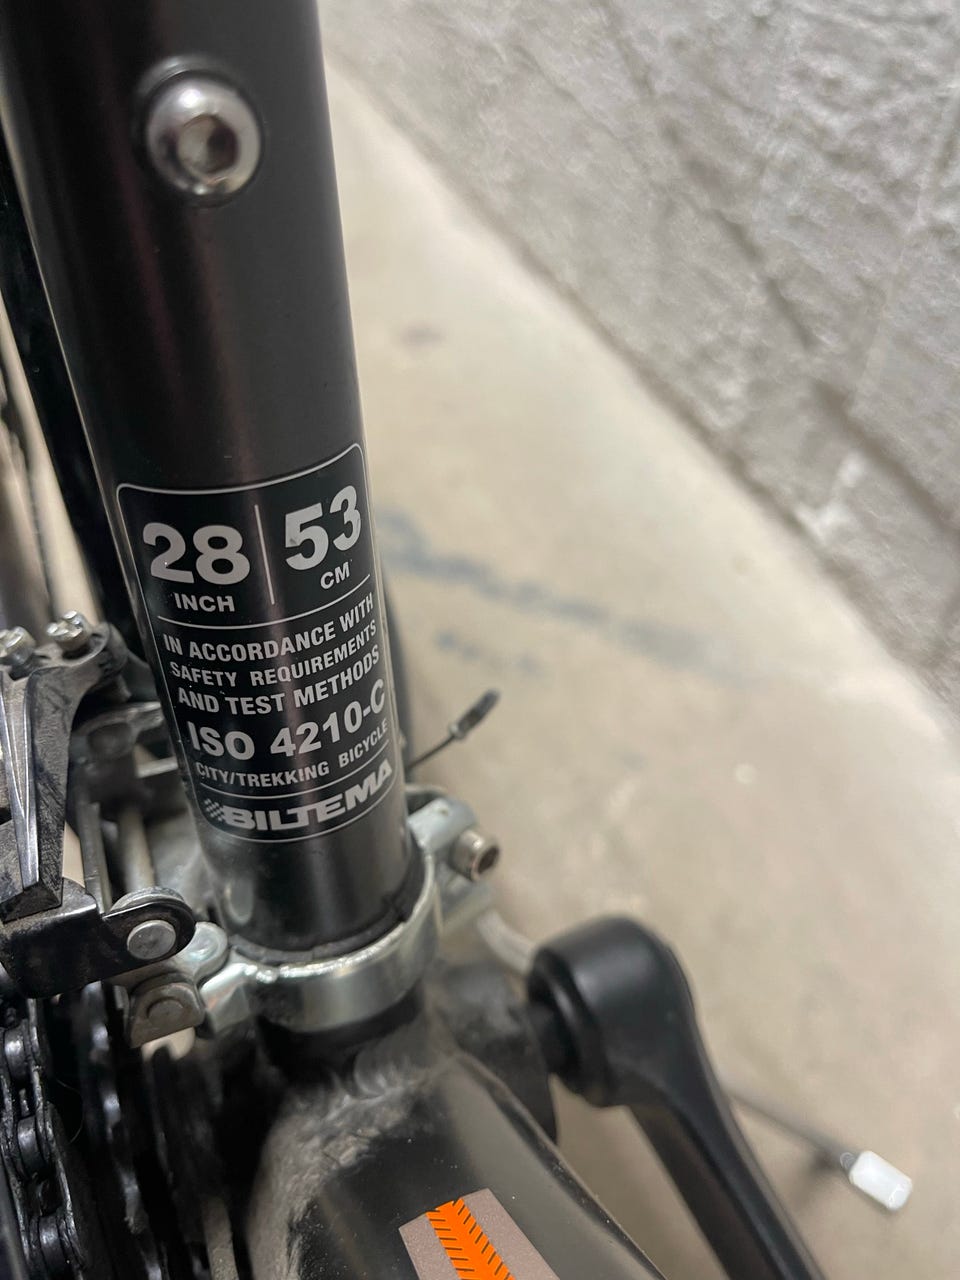 28 53
INCH CM
IN ACCORDANCE WITH
SAFETY REQUIREMENTS
AND TEST METHODS
ISO 4210-C
CITY/TREKKING BICYCLE
BILTEMA